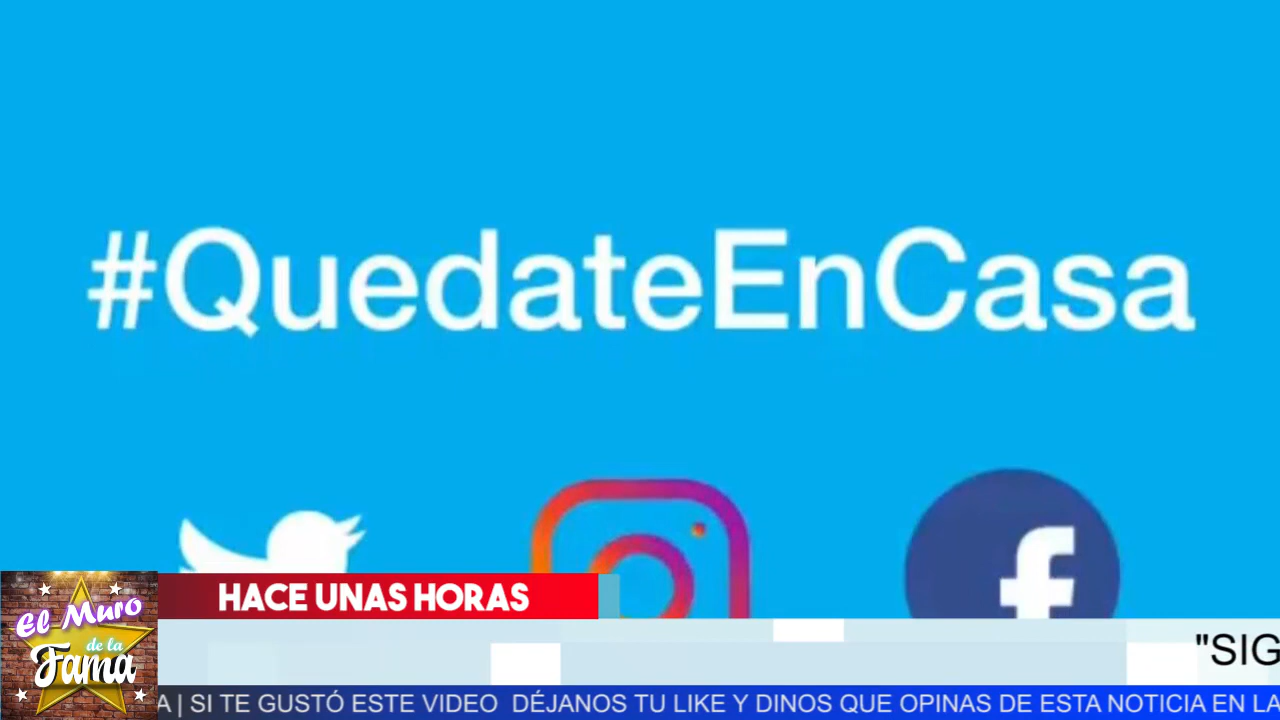 #QuedateEnCasa
HACE UNAS HORAS
El Muro
de la
Fama
"SIG
A | SI TE GUSTÓ ESTE VIDEO DÉJANOS TU LIKE Y DINOS QUE OPINAS DE ESTA NOTICIA EN LA